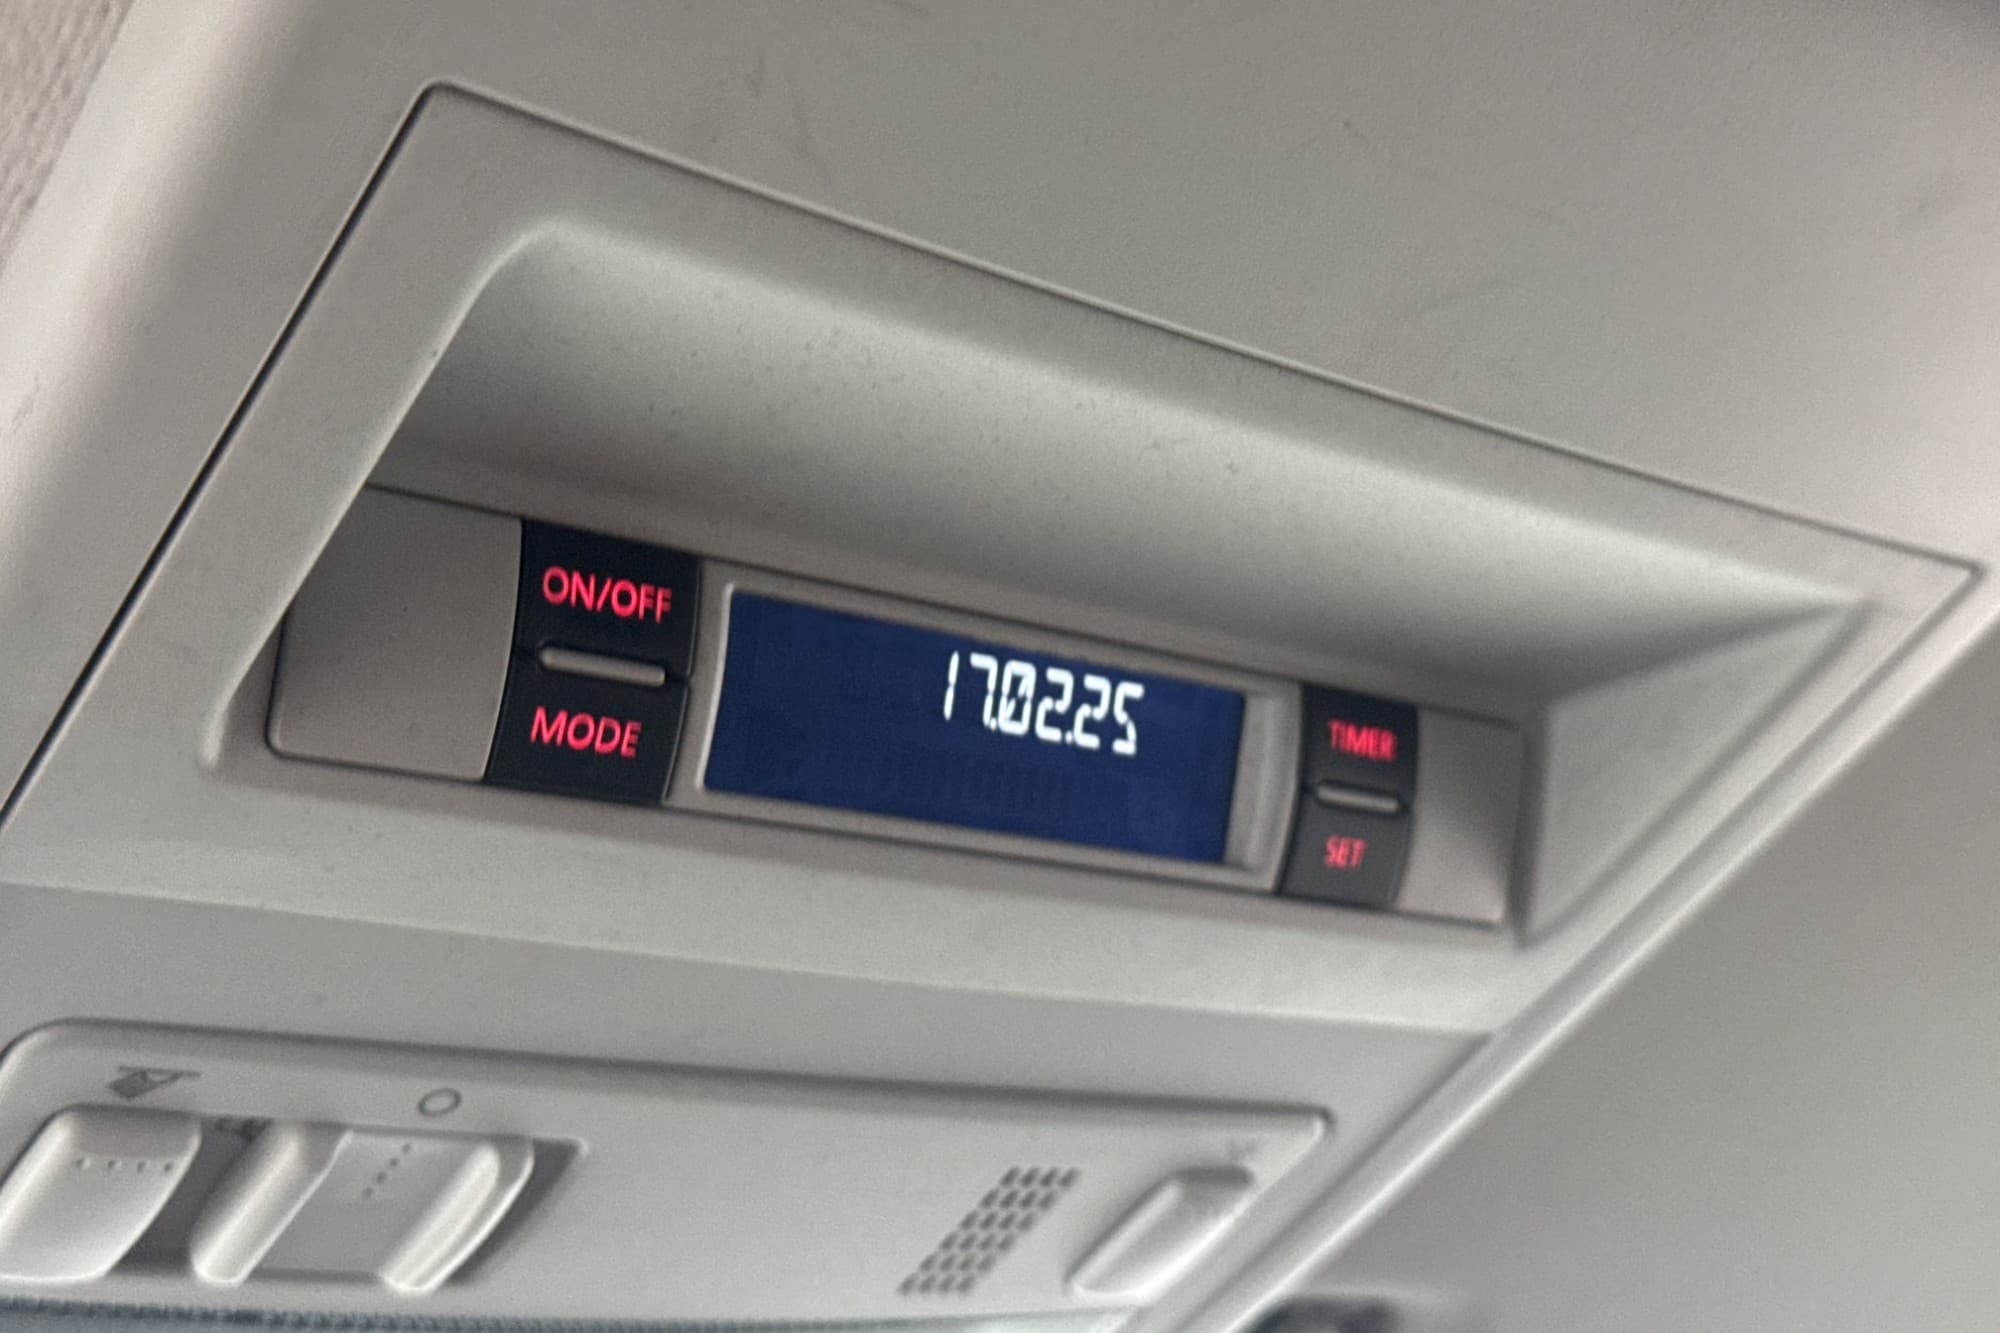 ON/OFF
MODE
17.02.25
TIMER
SET